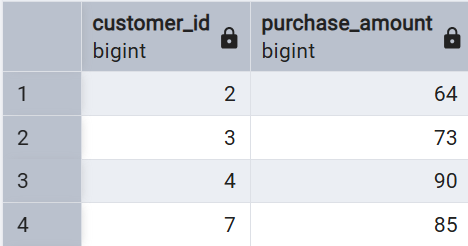 customer_id purchase_amount
bigint bigint
1 2 64
2 3 73
3 4 90
4 7 85